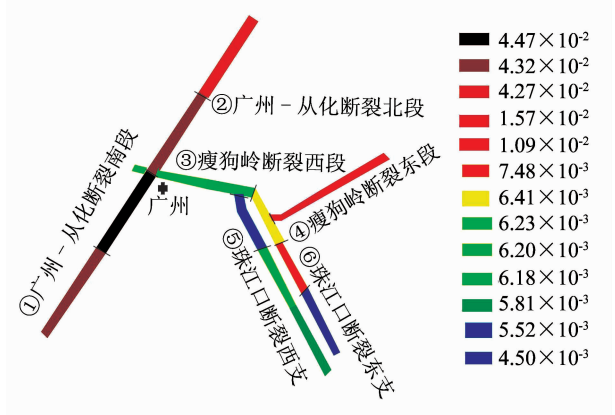 ②广州-从化断裂北段
③瘦狗岭断裂西段
广州
①广州-从化断裂南段
④瘦狗岭断裂东段
⑤珠江口断裂西支
⑥珠江口断裂东支
4.47×10⁻²
4.32×10⁻²
4.27×10⁻²
1.57×10⁻²
1.09×10⁻²
7.48×10⁻³
6.41×10⁻³
6.23×10⁻³
6.20×10⁻³
6.18×10⁻³
5.81×10⁻³
5.52×10⁻³
4.50×10⁻³